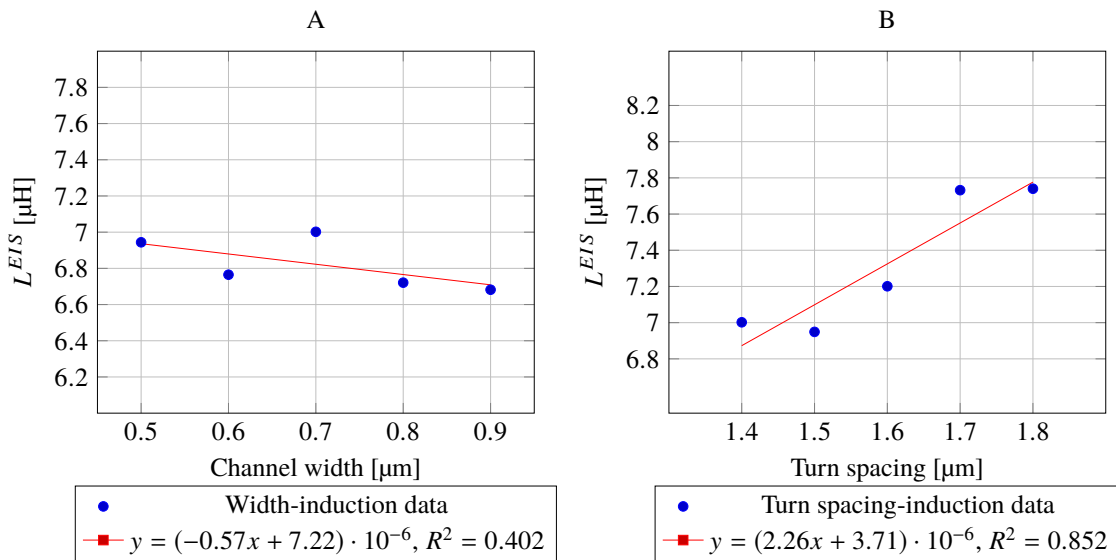 A
7.8
7.6
7.4
7.2
7
6.8
6.6
6.4
6.2
L^{EIS} [µH]
0.5 0.6 0.7 0.8 0.9
Channel width [µm]
Width-induction data
y = (−0.57x + 7.22) · 10⁻⁶, R² = 0.402
B
8.2
8
7.8
7.6
7.4
7.2
7
6.8
L^{EIS} [µH]
1.4 1.5 1.6 1.7 1.8
Turn spacing [µm]
Turn spacing-induction data
y = (2.26x + 3.71) · 10⁻⁶, R² = 0.852